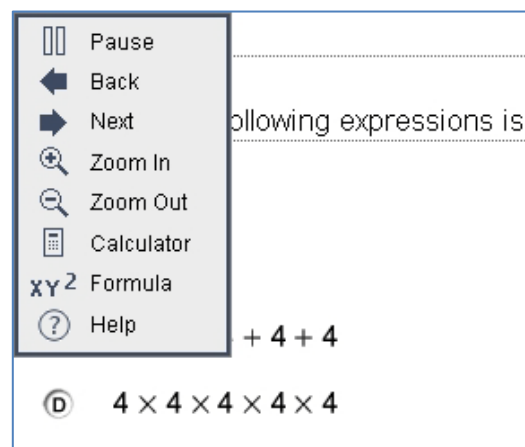 Pause
Back
Next
Zoom In
Zoom Out
Calculator
XY² Formula
? Help
following expressions is
+ 4 + 4
D 4 × 4 × 4 × 4 × 4